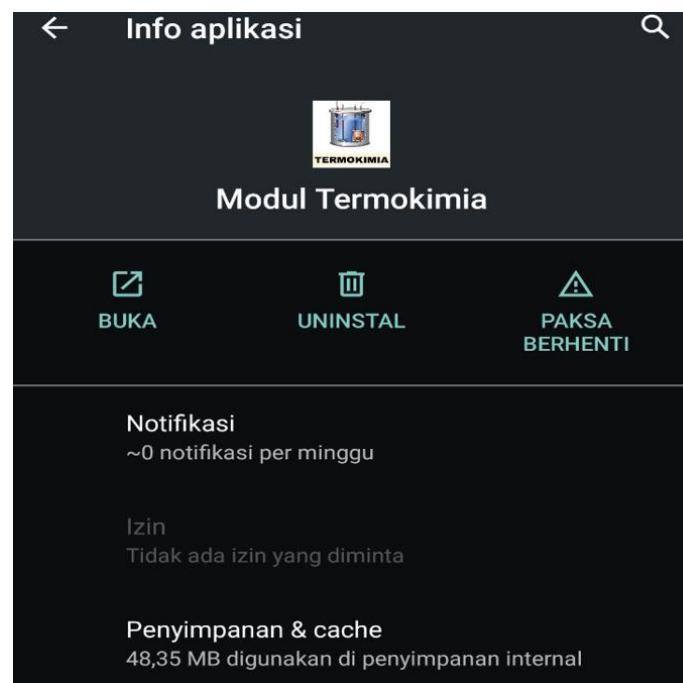 Info aplikasi
TERMOKIMIA
Modul Termokimia
BUKA
UNINSTAL
PAKSA
BERHENTI
Notifikasi
~0 notifikasi per minggu
Izin
Tidak ada izin yang diminta
Penyimpanan & cache
48,35 MB digunakan di penyimpanan internal